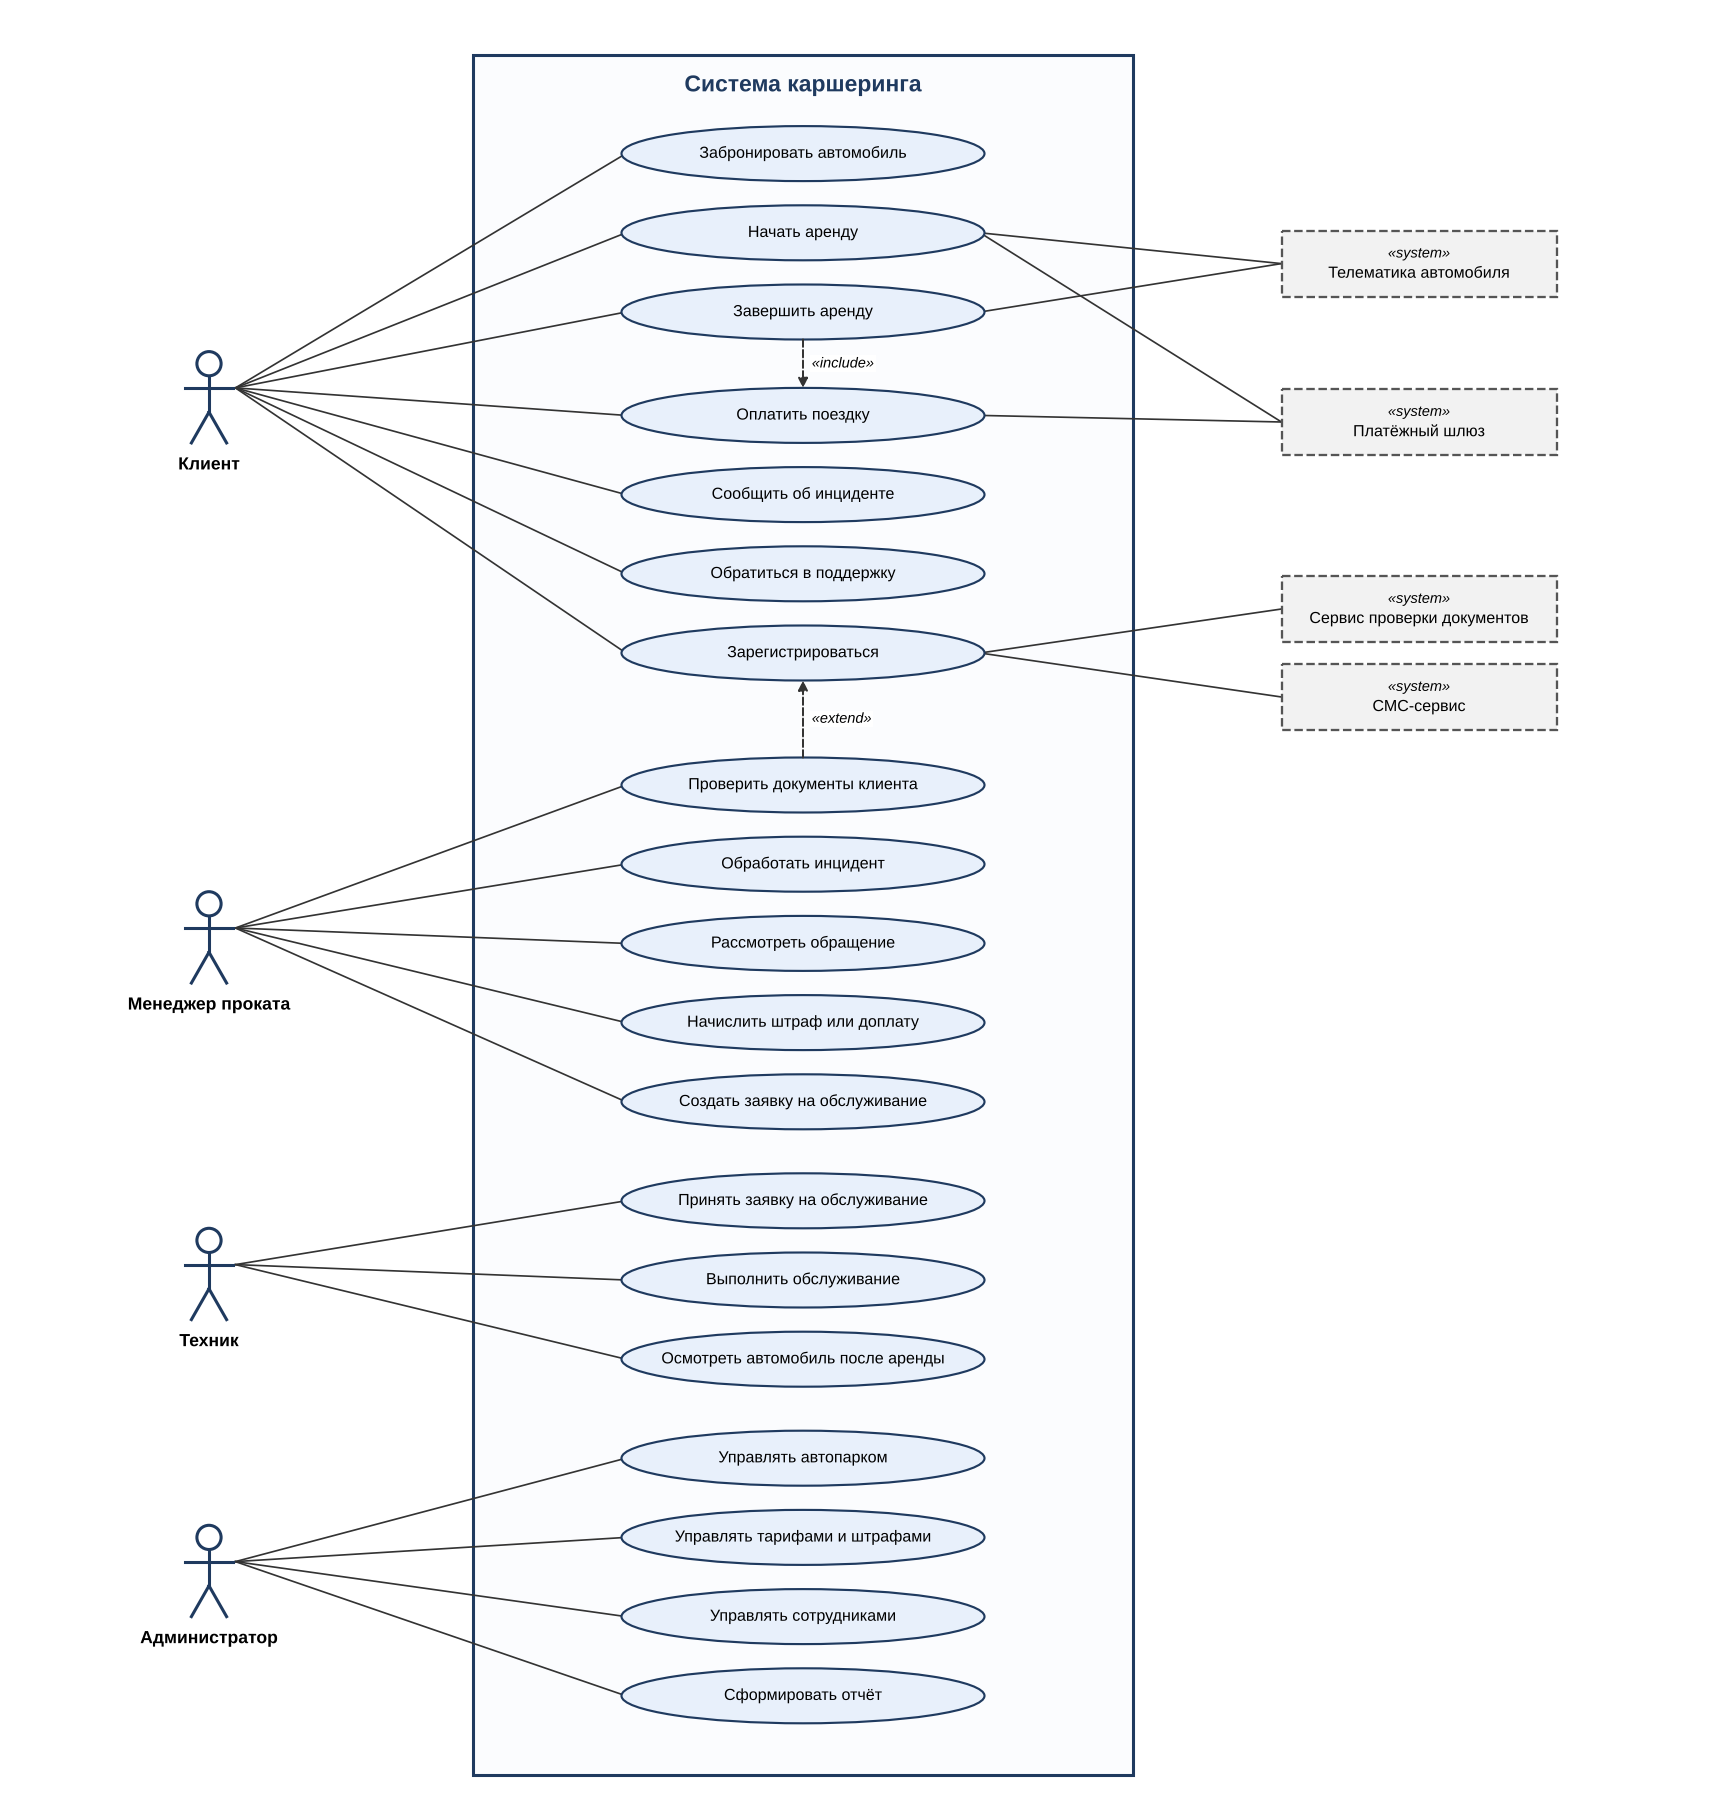 Система каршеринга
Забронировать автомобиль
Начать аренду
«system»
Телематика автомобиля
Завершить аренду
«include»
Оплатить поездку
«system»
Платёжный шлюз
Клиент
Сообщить об инциденте
Обратиться в поддержку
«system»
Сервис проверки документов
Зарегистрироваться
«system»
СМС-сервис
«extend»
Проверить документы клиента
Обработать инцидент
Рассмотреть обращение
Менеджер проката
Начислить штраф или доплату
Создать заявку на обслуживание
Принять заявку на обслуживание
Выполнить обслуживание
Техник
Осмотреть автомобиль после аренды
Управлять автопарком
Управлять тарифами и штрафами
Управлять сотрудниками
Администратор
Сформировать отчёт